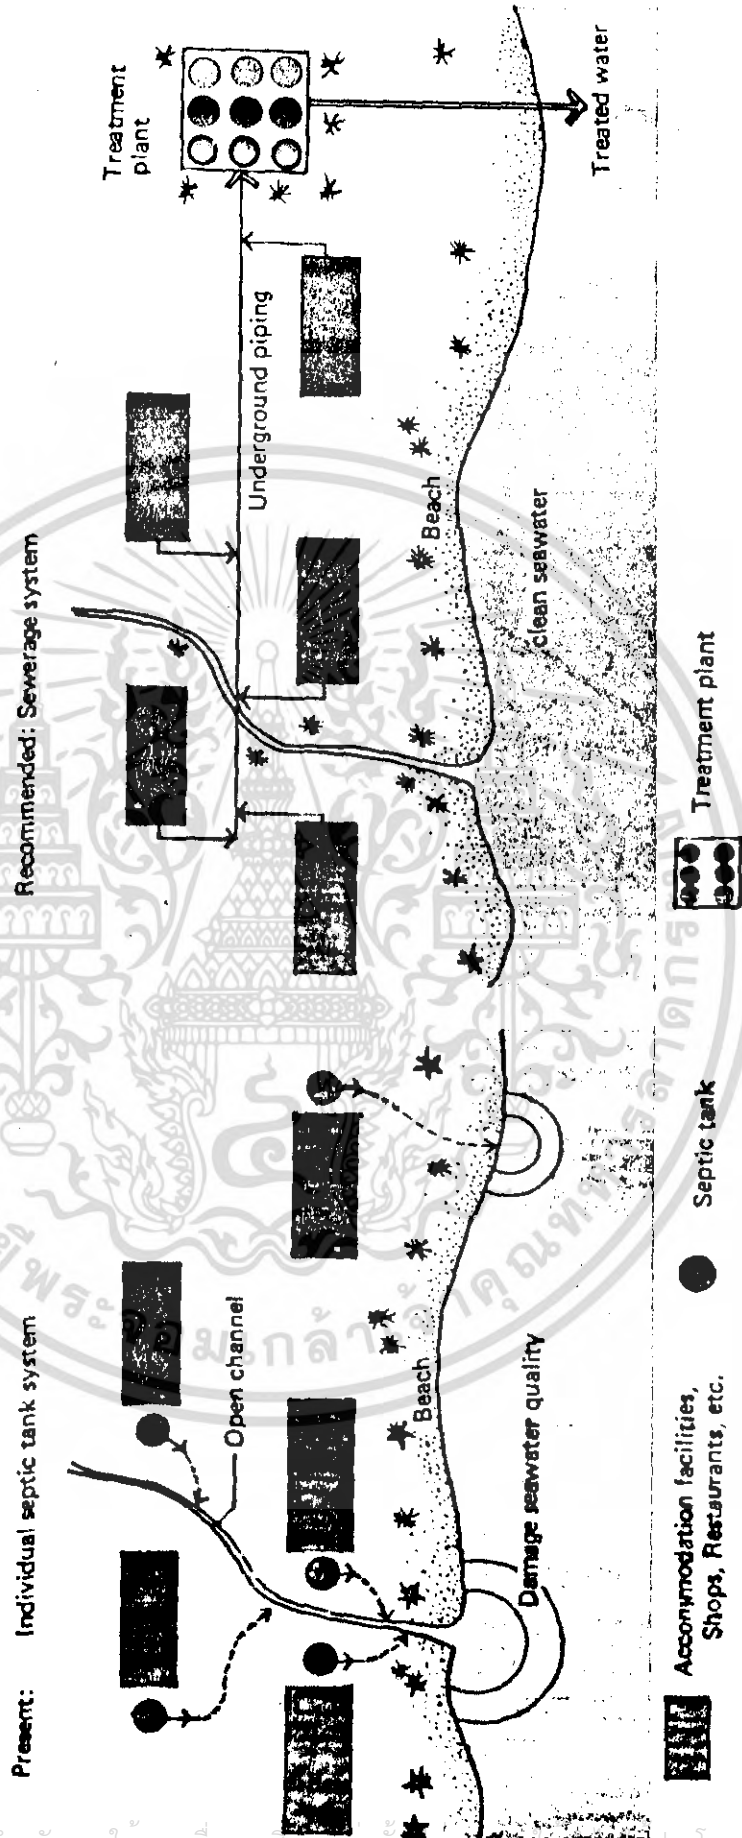 Present: Individual septic tank system
Open channel
Beach
Damage seawater quality
Recommended: Sewerage system
Treatment
plant
Underground piping
Beach
clean seawater
Treated water
Accommodation facilities,
Shops, Restaurants, etc.
Septic tank
Treatment plant